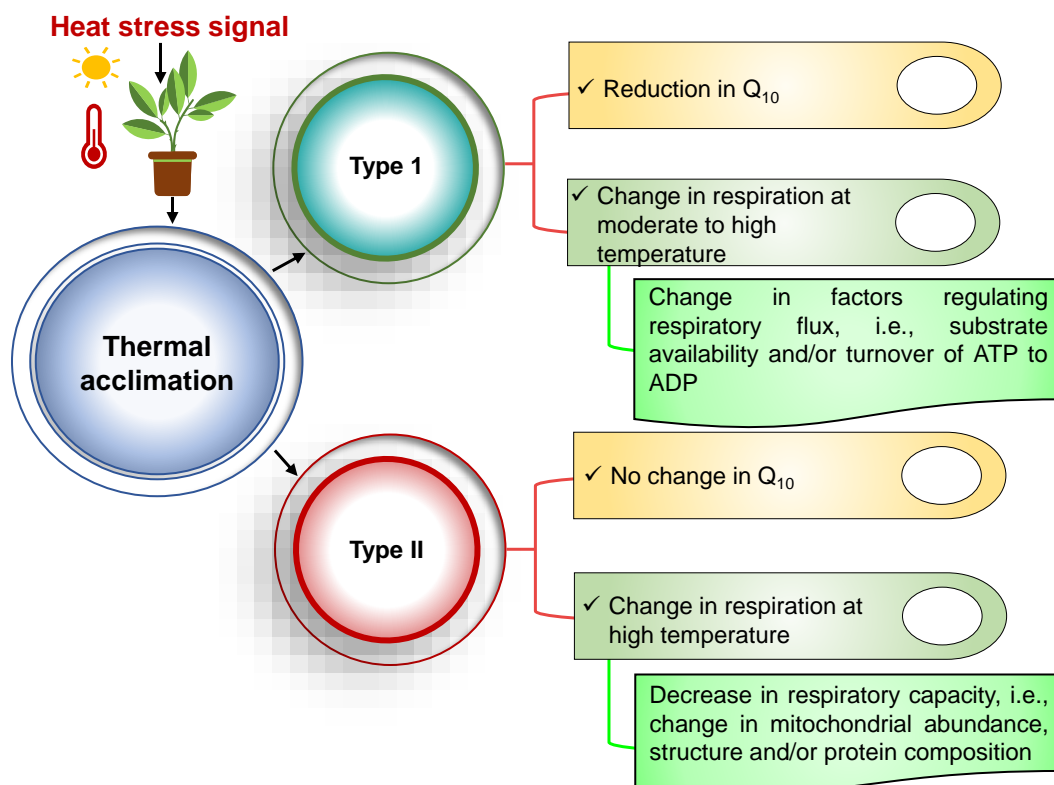 Heat stress signal
Type 1
✓ Reduction in Q₁₀
✓ Change in respiration at
moderate to high
temperature
Change in factors regulating
respiratory flux, i.e., substrate
availability and/or turnover of ATP to
ADP
Thermal
acclimation
Type II
✓ No change in Q₁₀
✓ Change in respiration at
high temperature
Decrease in respiratory capacity, i.e.,
change in mitochondrial abundance,
structure and/or protein composition